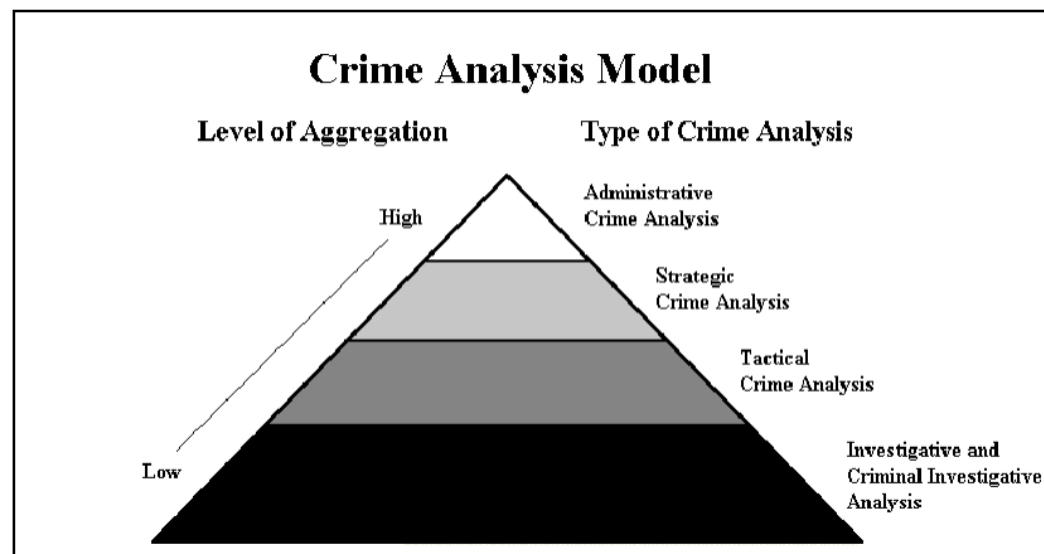 Crime Analysis Model
Level of Aggregation
Type of Crime Analysis
High
Administrative
Crime Analysis
Strategic
Crime Analysis
Tactical
Crime Analysis
Low
Investigative and
Criminal Investigative
Analysis